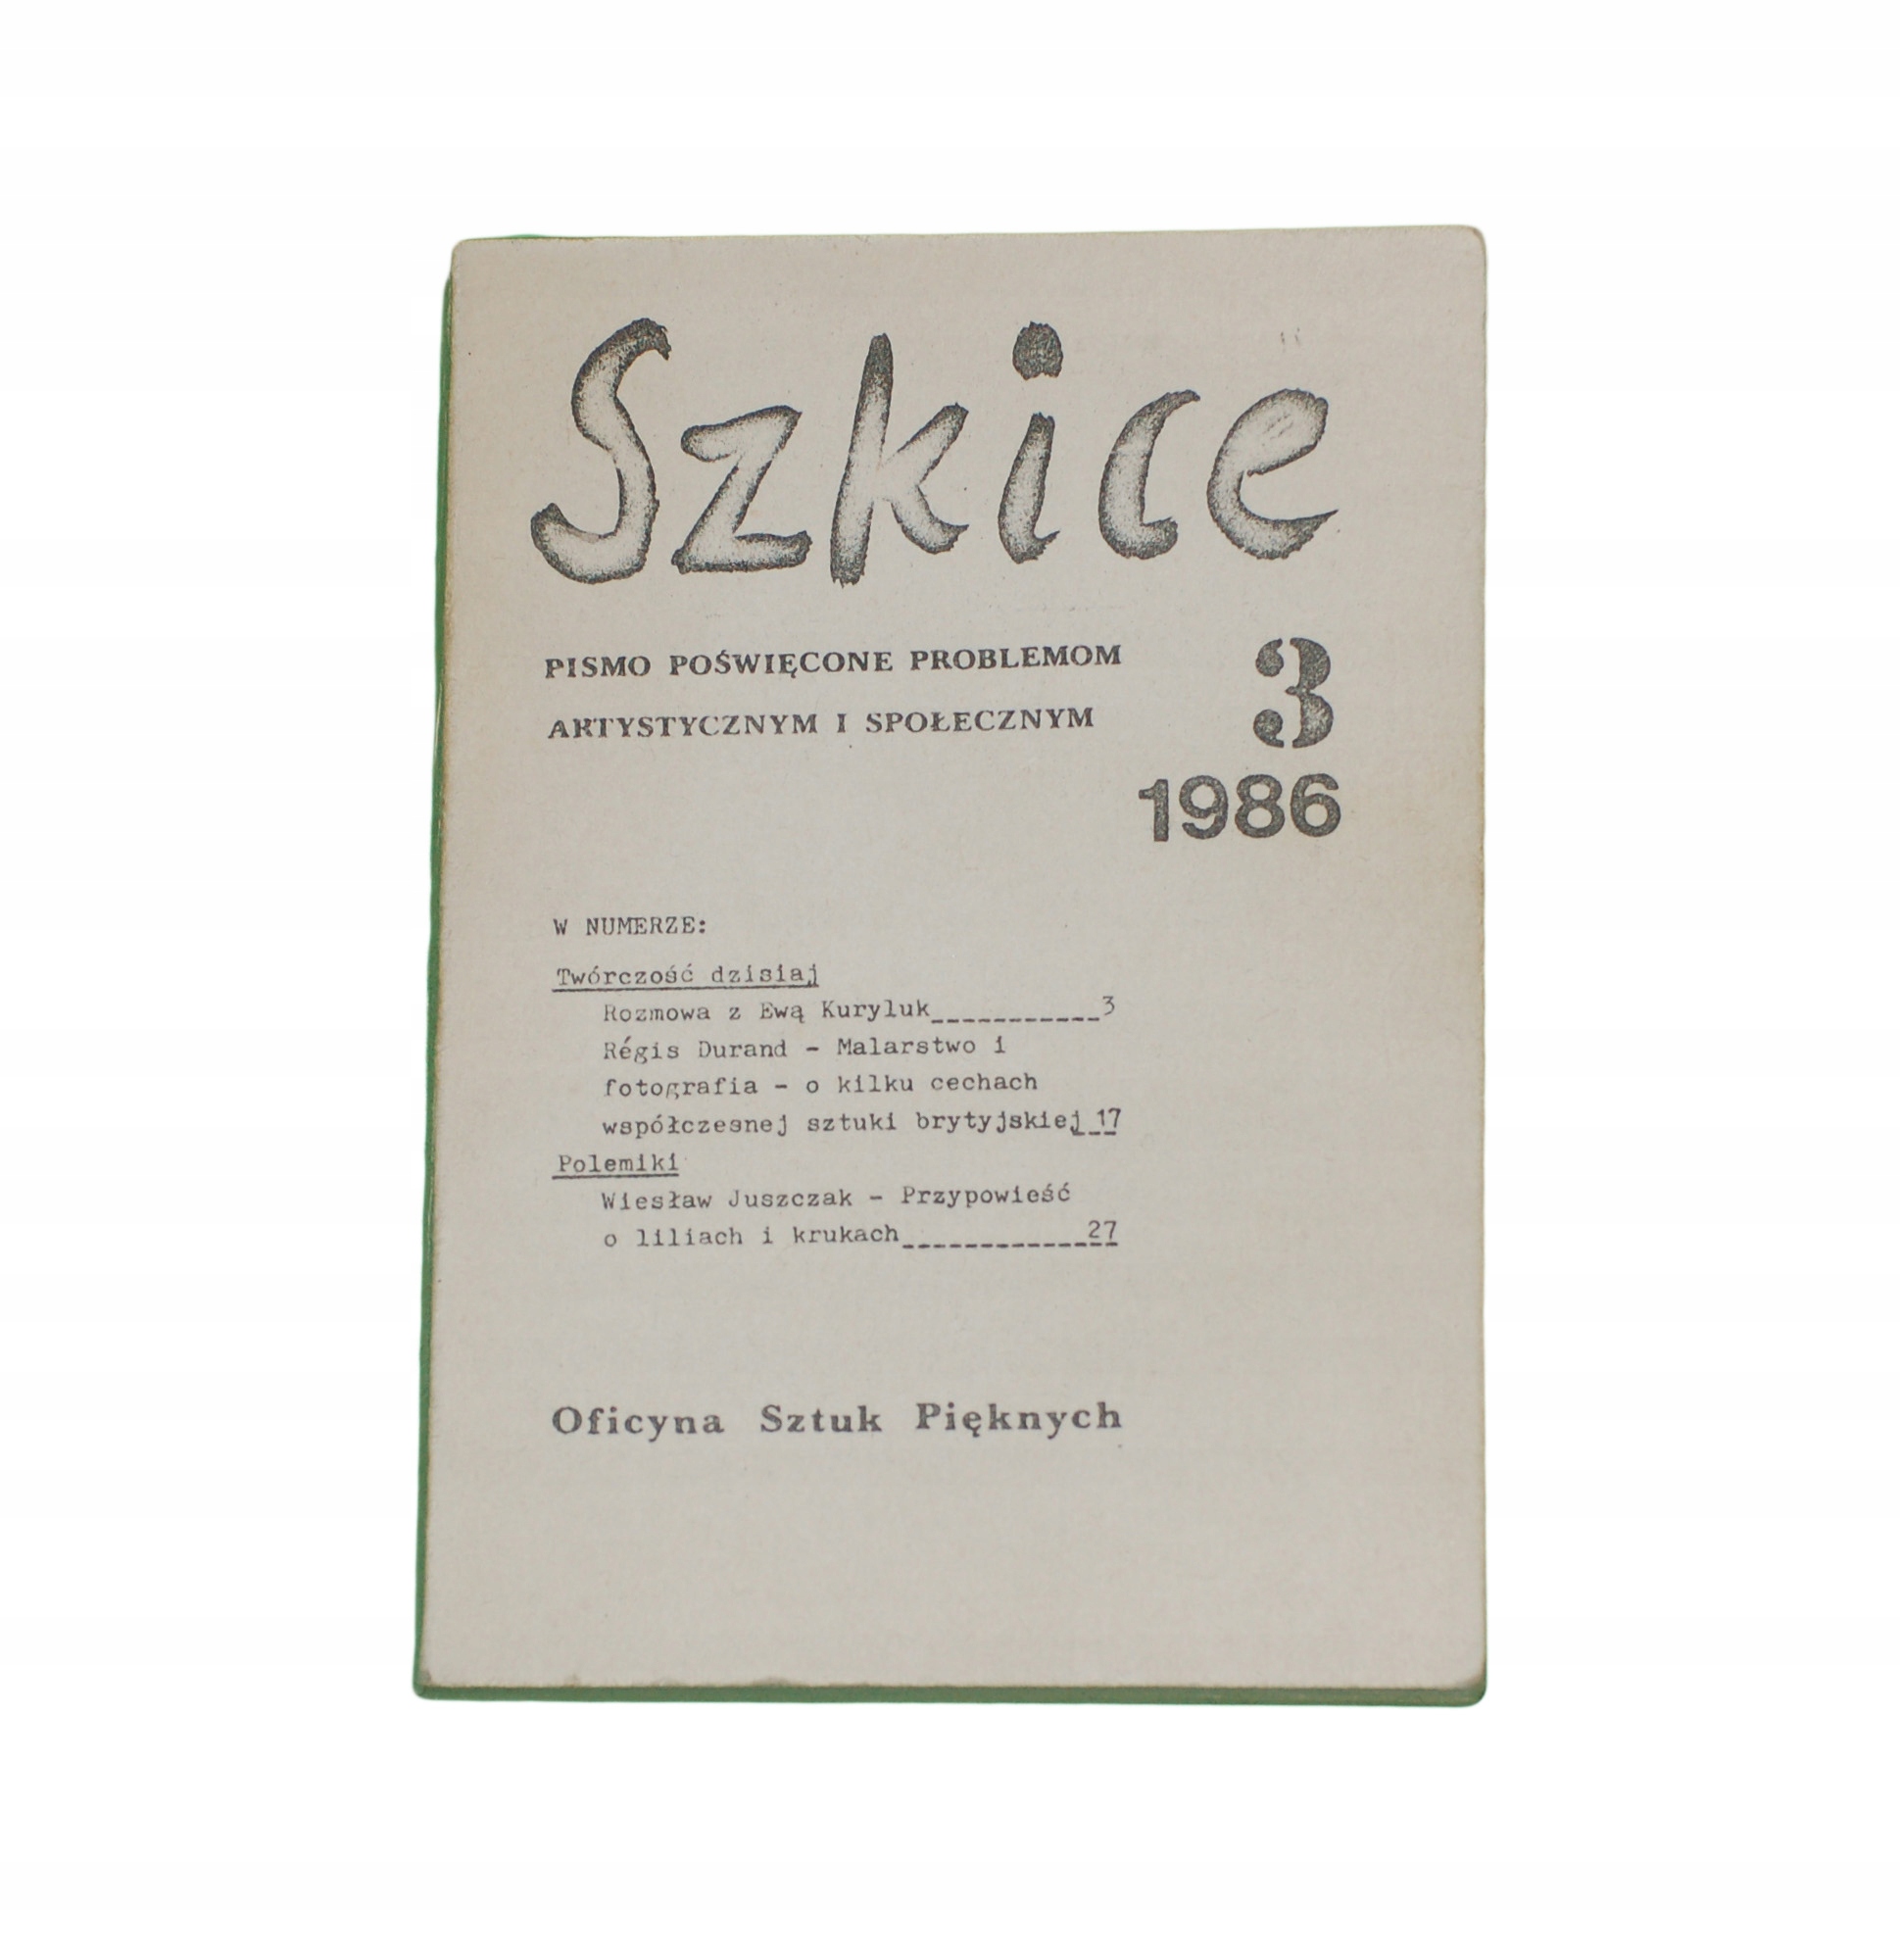 Szkice
PISMO POŚWIĘCONE PROBLEMOM
ARTYSTYCZNYM I SPOŁECZNYM
3
1986
W NUMERZE:
Twórczość dzisiaj
Rozmowa z Ewą Kuryluk___________3
Régis Durand - Malarstwo i
fotografia - o kilku cechach
współczesnej sztuki brytyjskiej_17
Polemiki
Wiesław Juszczak - Przypowieść
o liliach i krukach____________27
Oficyna Sztuk Pięknych